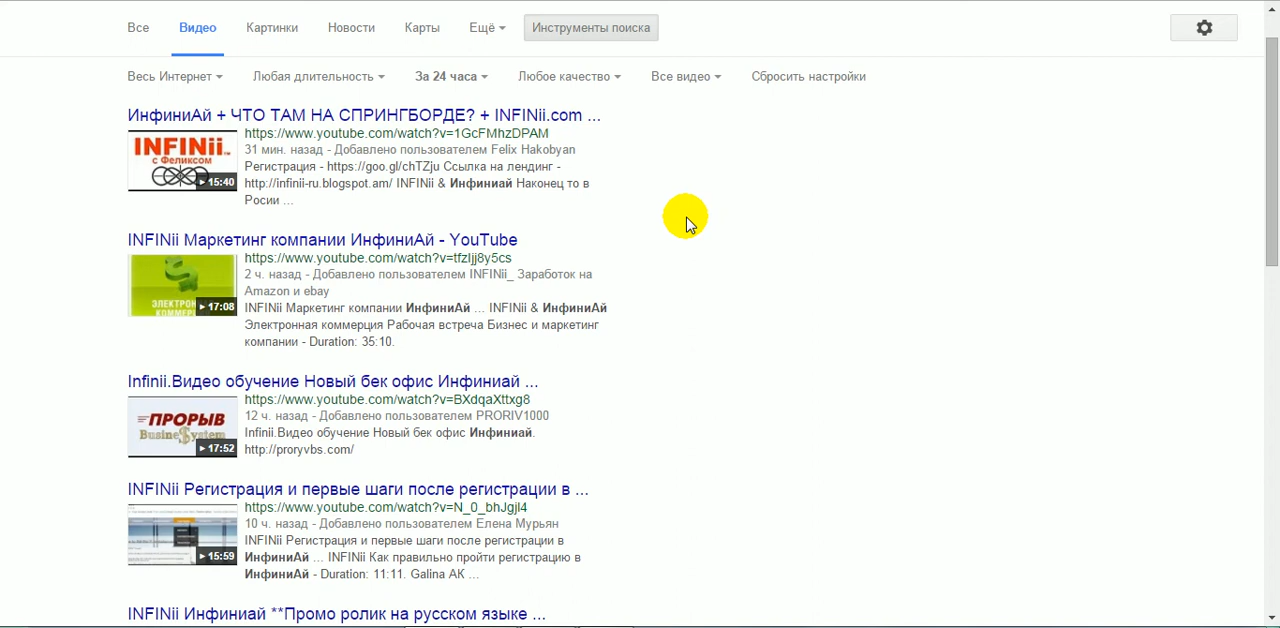 Все Видео Картинки Новости Карты Ещё Инструменты поиска
Весь Интернет Любая длительность За 24 часа Любое качество Все видео Сбросить настройки
ИнфиниАй + ЧТО ТАМ НА СПРИНГБОРДЕ? + INFINii.com ...
https://www.youtube.com/watch?v=1GcFMhzDPAM
31 мин. назад - Добавлено пользователем Felix Hakobyan
Регистрация - https://goo.gl/chTZju Ссылка на лендинг -
http://infinii-ru.blogspot.am/ INFINii & Инфиниай Наконец то в
Росии ...
INFINii
с Феликсом
15:40
INFINii Маркетинг компании ИнфиниАй - YouTube
https://www.youtube.com/watch?v=tfzIjj8y5cs
2 ч. назад - Добавлено пользователем INFINii_ Заработок на
Amazon и ebay
INFINii Маркетинг компании ИнфиниАй ... INFINii & ИнфиниАй
Электронная коммерция Рабочая встреча Бизнес и маркетинг
компании - Duration: 35:10.
17:08
Infinii.Видео обучение Новый бек офис Инфиниай ...
https://www.youtube.com/watch?v=BXdqaXttxg8
12 ч. назад - Добавлено пользователем PRORIV1000
Infinii.Видео обучение Новый бек офис Инфиниай.
http://proryvbs.com/
ПРОРЫВ
Busine$$ystem
17:52
INFINii Регистрация и первые шаги после регистрации в ...
https://www.youtube.com/watch?v=N_0_bhJgjI4
10 ч. назад - Добавлено пользователем Елена Мурьян
INFINii Регистрация и первые шаги после регистрации в
ИнфиниАй ... INFINii Как правильно пройти регистрацию в
ИнфиниАй - Duration: 11:11. Galina АК ...
15:59
INFINii Инфиниай **Промо ролик на русском языке ...